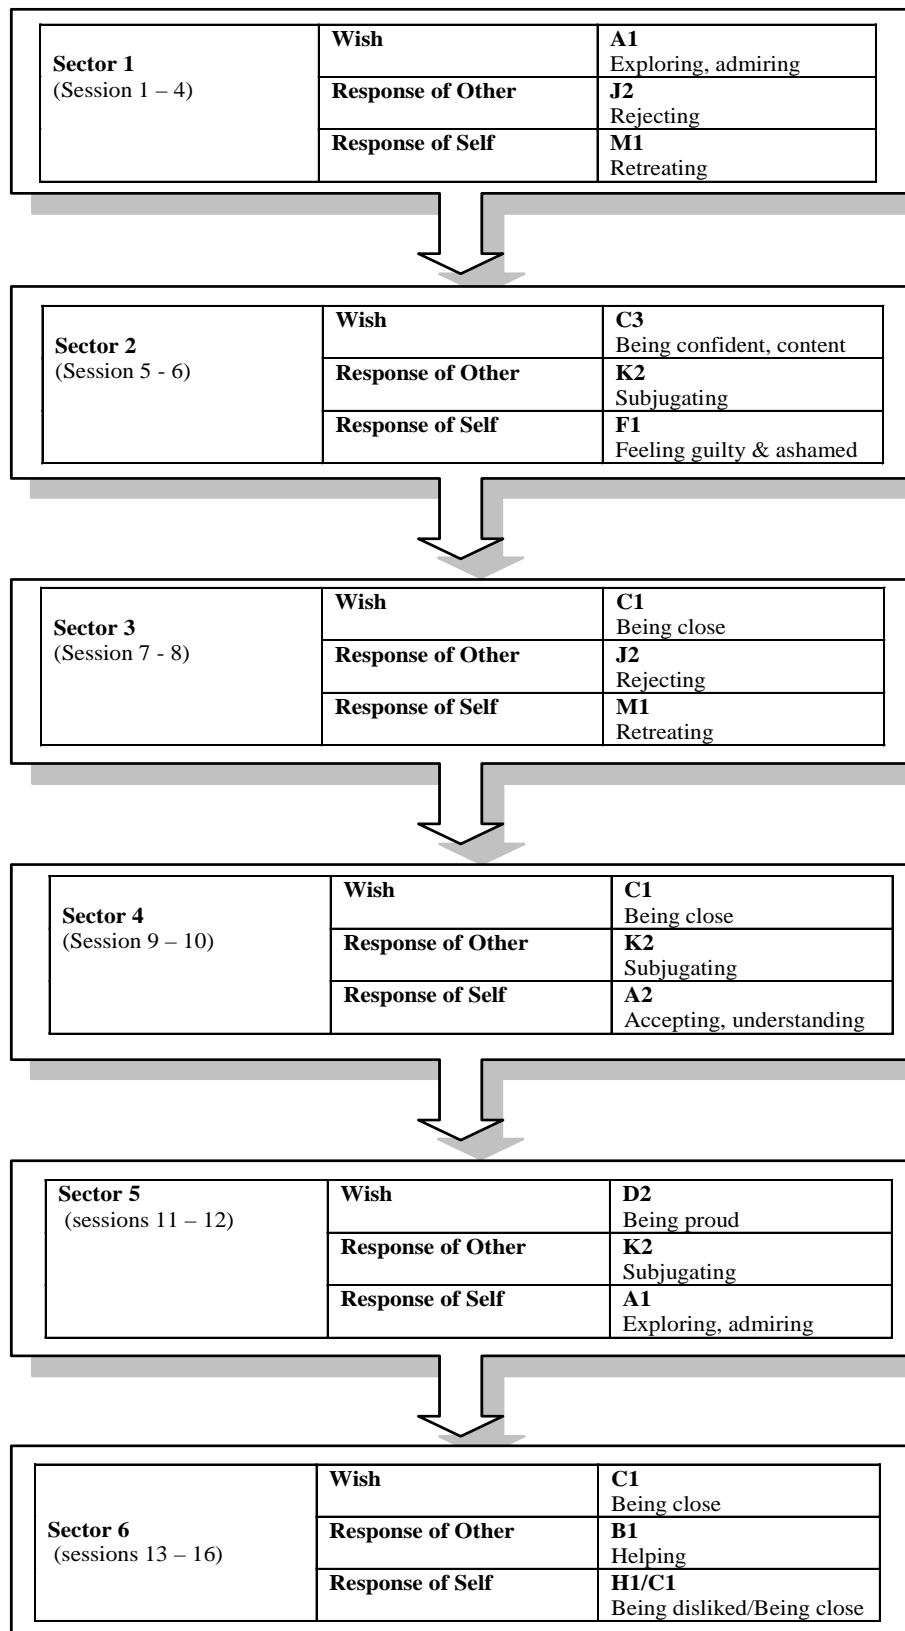 Sector 1
(Session 1 – 4)
Wish
A1
Exploring, admiring
Response of Other
J2
Rejecting
Response of Self
M1
Retreating
Sector 2
(Session 5 - 6)
Wish
C3
Being confident, content
Response of Other
K2
Subjugating
Response of Self
F1
Feeling guilty & ashamed
Sector 3
(Session 7 - 8)
Wish
C1
Being close
Response of Other
J2
Rejecting
Response of Self
M1
Retreating
Sector 4
(Session 9 – 10)
Wish
C1
Being close
Response of Other
K2
Subjugating
Response of Self
A2
Accepting, understanding
Sector 5
(sessions 11 – 12)
Wish
D2
Being proud
Response of Other
K2
Subjugating
Response of Self
A1
Exploring, admiring
Sector 6
(sessions 13 – 16)
Wish
C1
Being close
Response of Other
B1
Helping
Response of Self
H1/C1
Being disliked/Being close